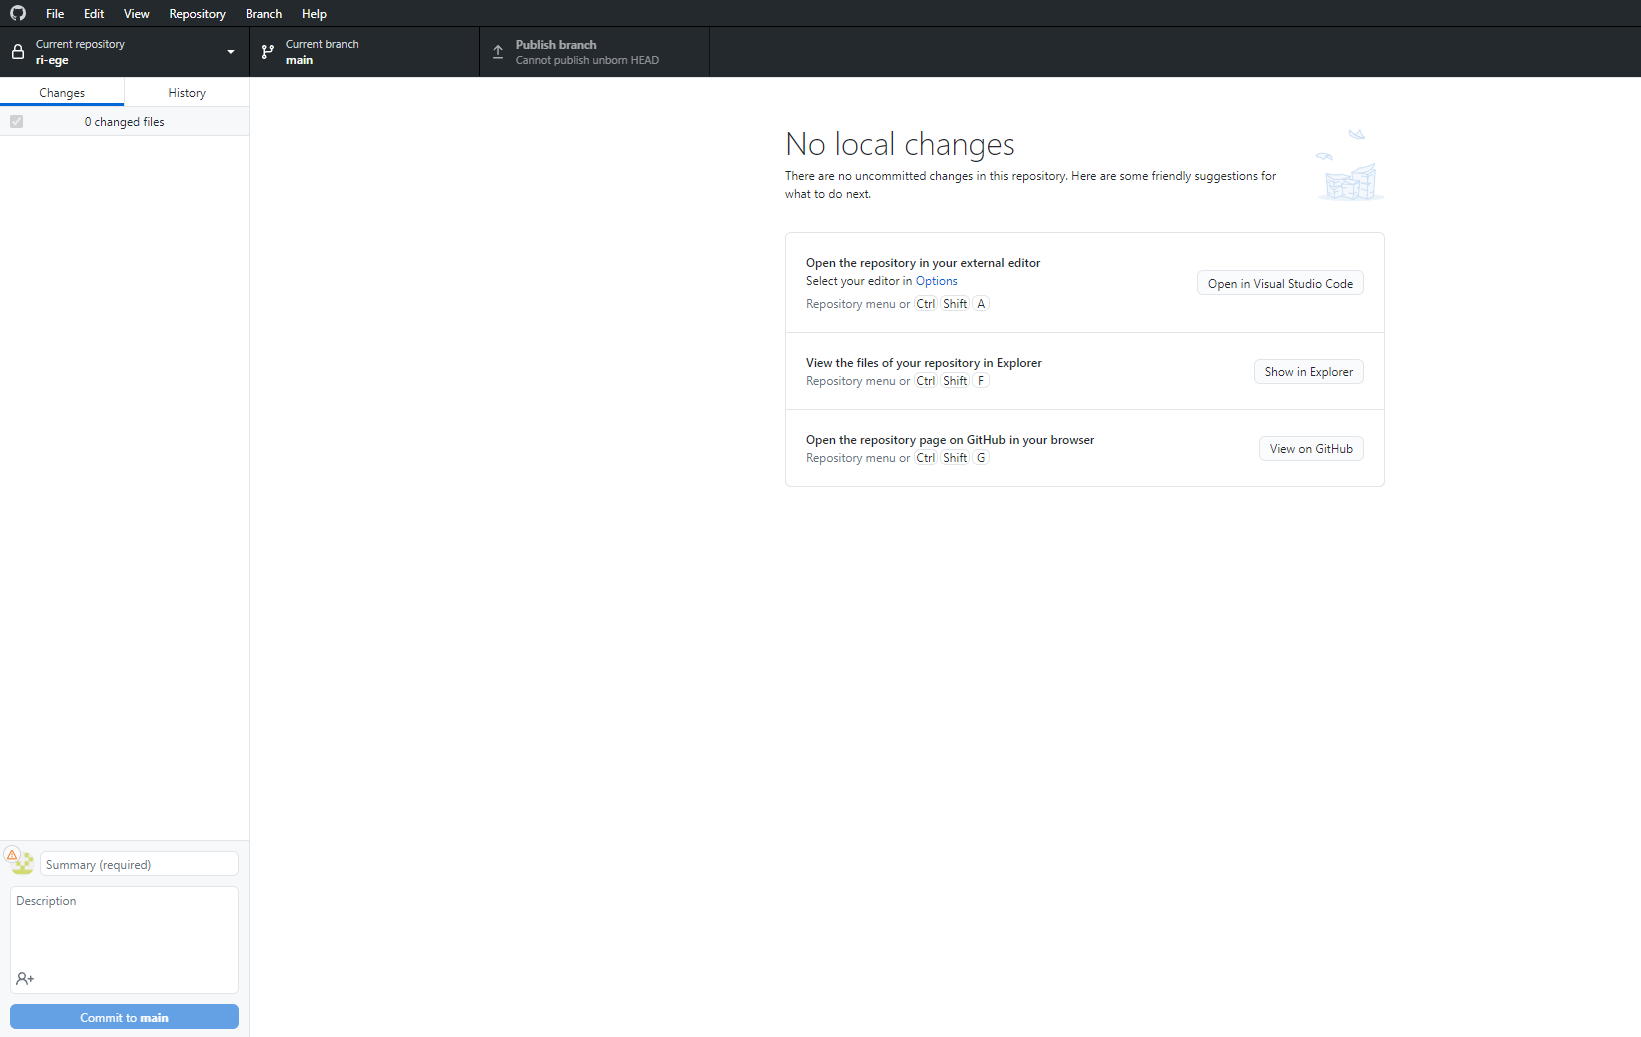 File Edit View Repository Branch Help
Current repository
ri-ege
Current branch
main
Publish branch
Cannot publish unborn HEAD
Changes History
0 changed files
No local changes
There are no uncommitted changes in this repository. Here are some friendly suggestions for
what to do next.
Open the repository in your external editor
Select your editor in Options
Repository menu or Ctrl Shift A
Open in Visual Studio Code
View the files of your repository in Explorer
Repository menu or Ctrl Shift F
Show in Explorer
Open the repository page on GitHub in your browser
Repository menu or Ctrl Shift G
View on GitHub
Summary (required)
Description
Commit to main